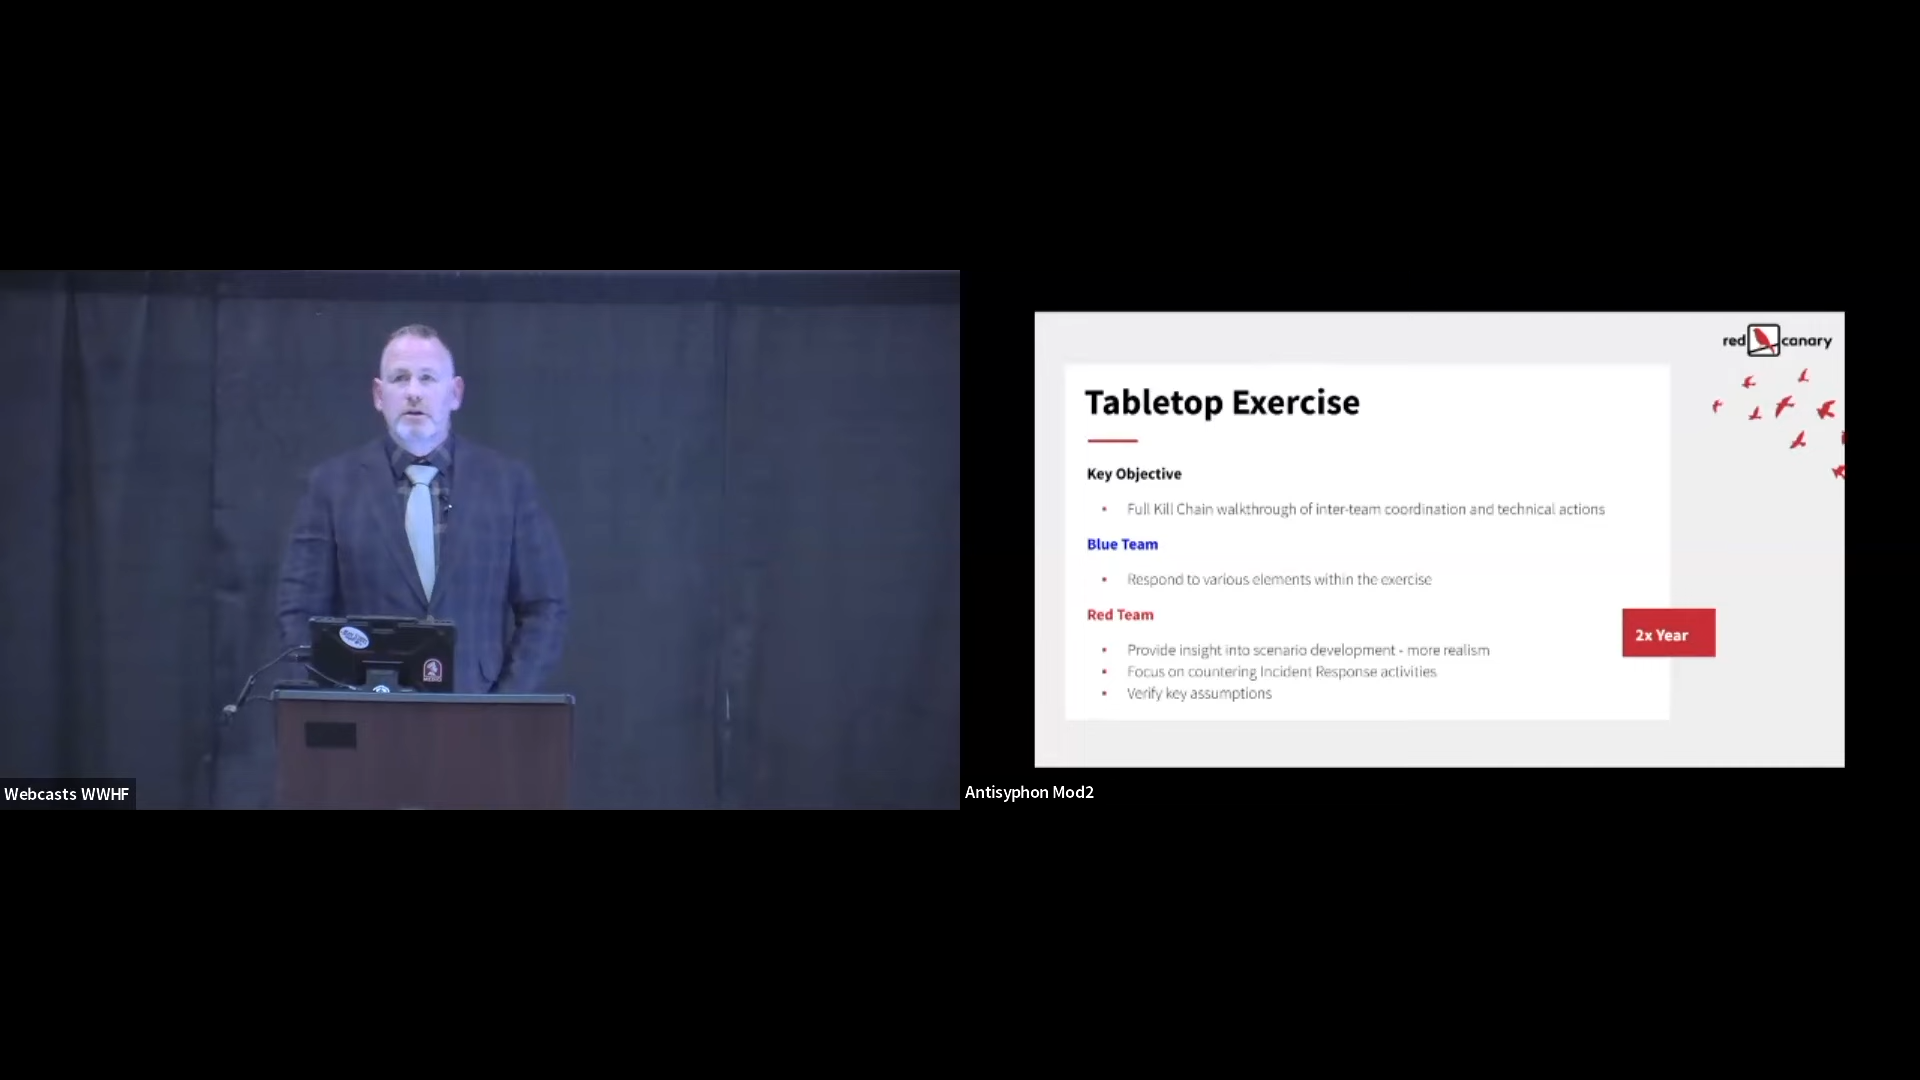 red canary
Tabletop Exercise
Key Objective
• Full Kill Chain walkthrough of inter-team coordination and technical actions
Blue Team
• Respond to various elements within the exercise
Red Team
2x Year
• Provide insight into scenario development - more realism
• Focus on countering Incident Response activities
• Verify key assumptions
Webcasts WWHF
Antisyphon Mod2